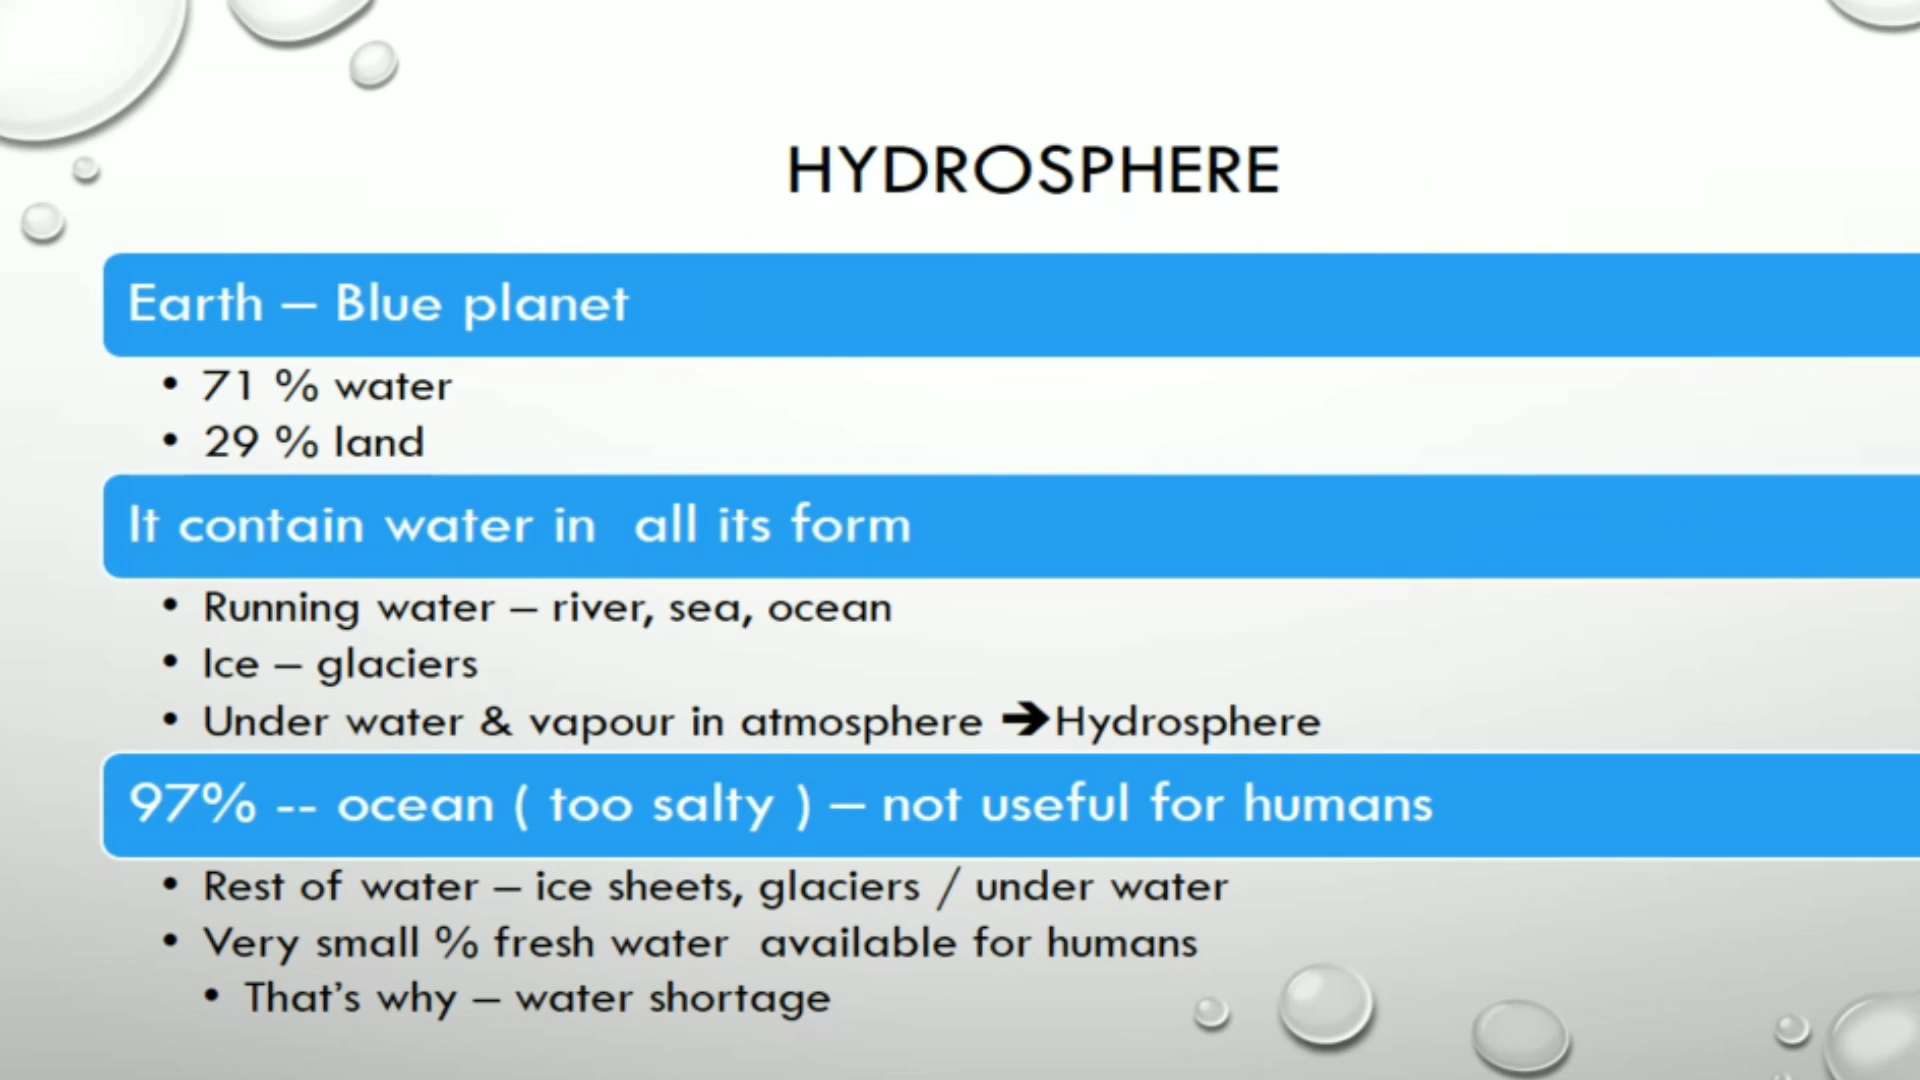 HYDROSPHERE
Earth – Blue planet
• 71 % water
• 29 % land
It contain water in  all its form
• Running water – river, sea, ocean
• Ice – glaciers
• Under water & vapour in atmosphere ➔Hydrosphere
97% -- ocean ( too salty ) – not useful for humans
• Rest of water – ice sheets, glaciers / under water
• Very small % fresh water  available for humans
• That’s why – water shortage